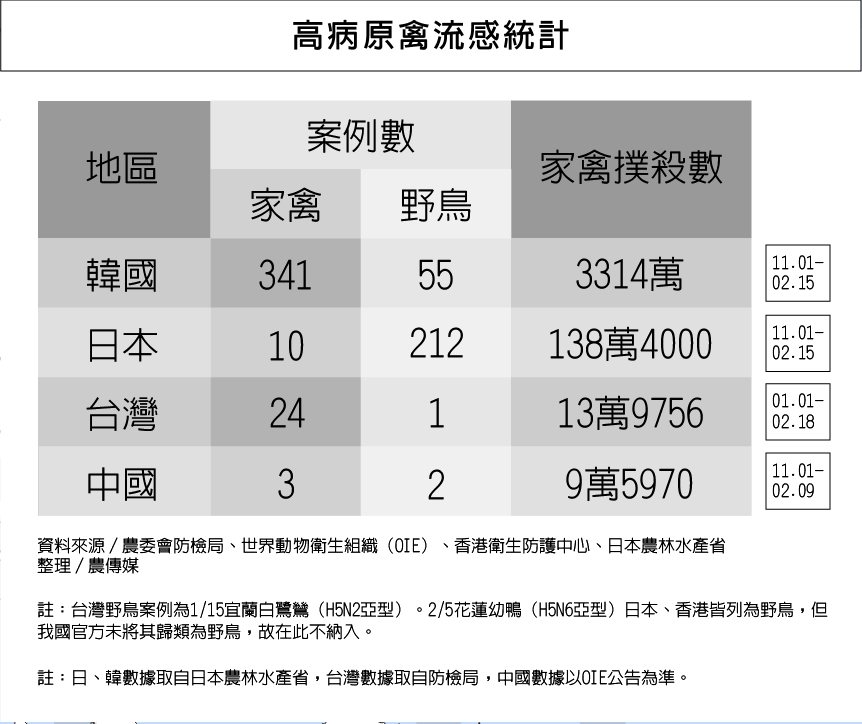 高病原禽流感統計
地區 案例數 家禽撲殺數
家禽 野鳥
韓國 341 55 3314萬 11.01-
02.15
日本 10 212 138萬4000 11.01-
02.15
台灣 24 1 13萬9756 01.01-
02.18
中國 3 2 9萬5970 11.01-
02.09
資料來源/農委會防檢局、世界動物衛生組織(OIE)、香港衛生防護中心、日本農林水產省
整理/農傳媒
註:台灣野鳥案例為1/15宜蘭白鷺鷥(H5N2亞型)。2/5花蓮幼鴨(H5N6亞型)日本、香港皆列為野鳥,但
我國官方未將其歸類為野鳥,故在此不納入。
註:日、韓數據取自日本農林水產省,台灣數據取自防檢局,中國數據以OIE公告為準。